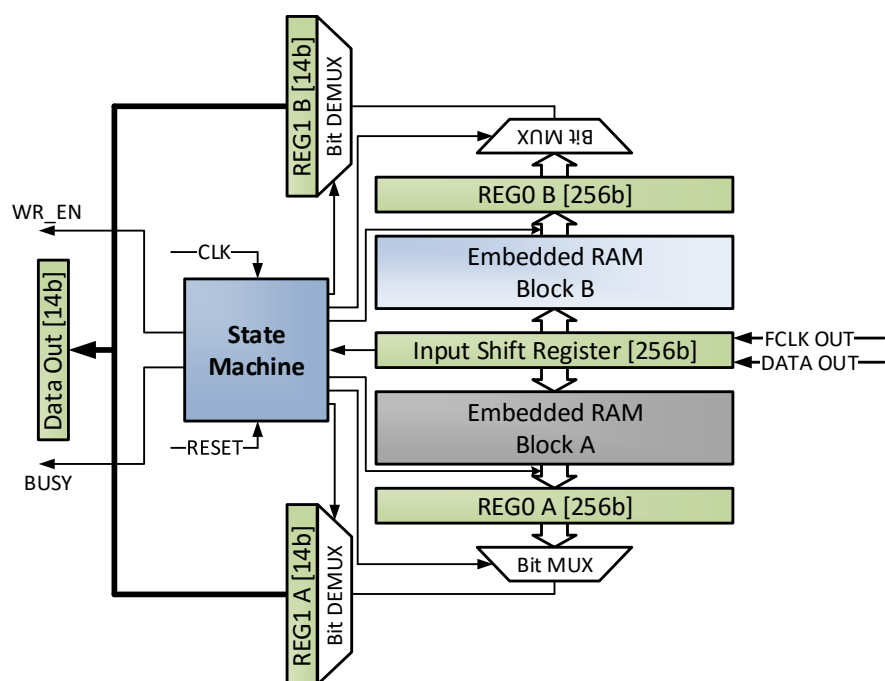 REG1 B [14b]
Bit DEMUX
Bit MUX
REG0 B [256b]
WR_EN
CLK
Embedded RAM
Block B
Data Out [14b]
State
Machine
Input Shift Register [256b]
FCLK OUT
DATA OUT
Embedded RAM
Block A
RESET
BUSY
REG0 A [256b]
REG1 A [14b]
Bit DEMUX
Bit MUX